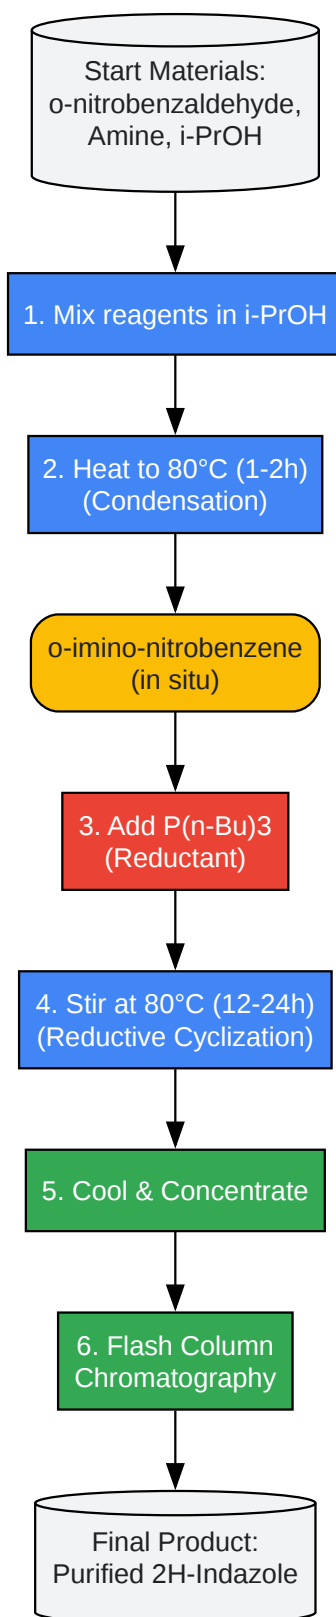 Start Materials:
o-nitrobenzaldehyde,
Amine, i-PrOH
1. Mix reagents in i-PrOH
2. Heat to 80°C (1-2h)
(Condensation)
o-imino-nitrobenzene
(in situ)
3. Add P(n-Bu)3
(Reductant)
4. Stir at 80°C (12-24h)
(Reductive Cyclization)
5. Cool & Concentrate
6. Flash Column
Chromatography
Final Product:
Purified 2H-Indazole